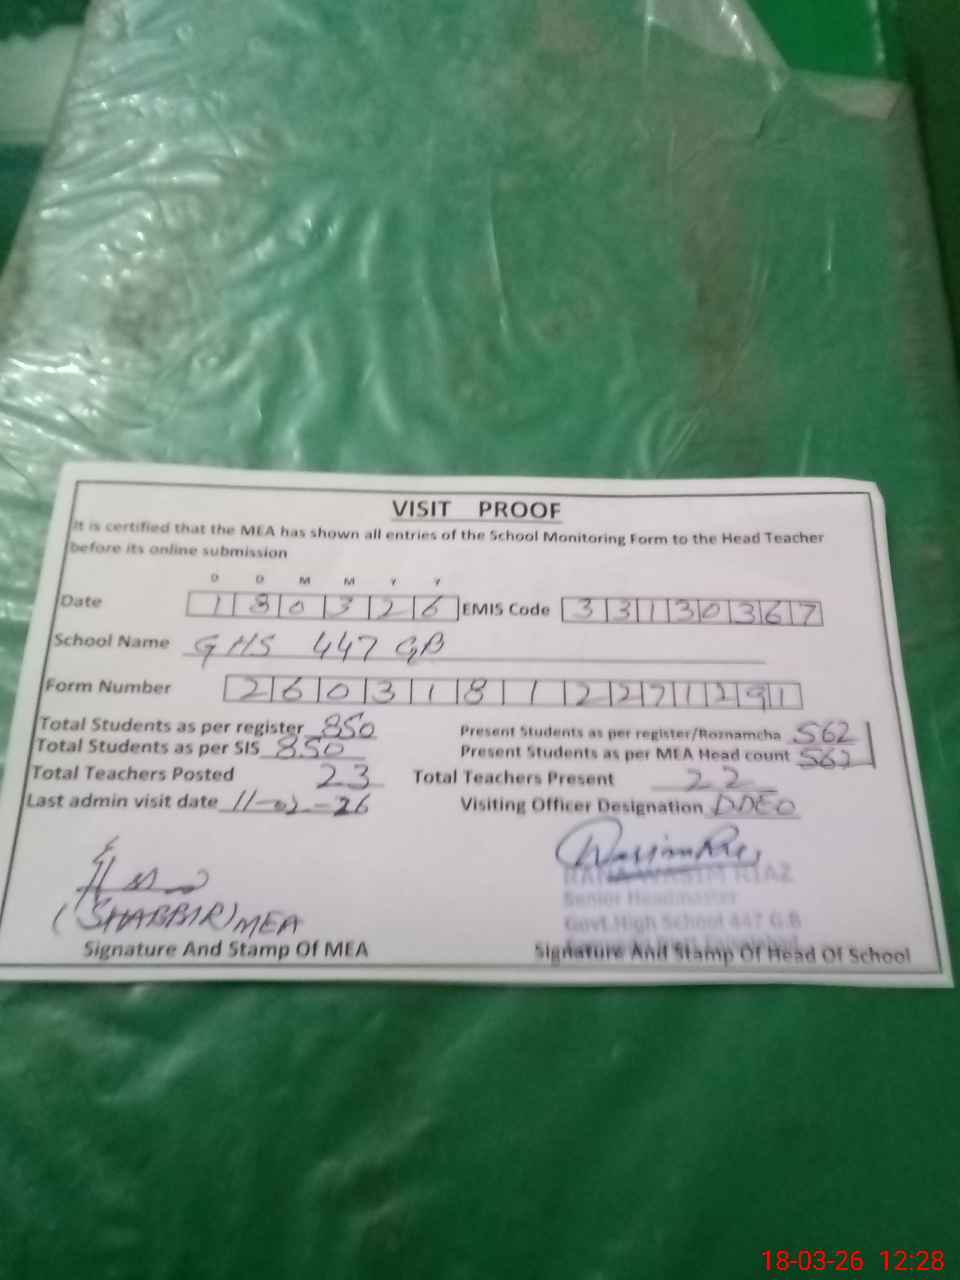 VISIT PROOF
It is certified that the MEA has shown all entries of the School Monitoring Form to the Head Teacher
before its online submission
D D M M Y Y
Date 1 8 0 3 2 6 EMIS Code 3 3 1 3 0 3 6 7
School Name GHS 447 GB
Form Number 2 6 0 3 1 8 1 2 2 7 1 2 9 1
Total Students as per register 850 Present Students as per register/Roznamcha 562
Total Students as per SIS 850 Present Students as per MEA Head count 562
Total Teachers Posted 23 Total Teachers Present 22
Last admin visit date 11-02-26 Visiting Officer Designation DDEO
RANA WASIM RIAZ
Senior Headmaster
(SHABBIR) MEA Govt. High School 447 G.B
Signature And Stamp Of MEA Signature And Stamp Of Head Of School
18-03-26 12:28